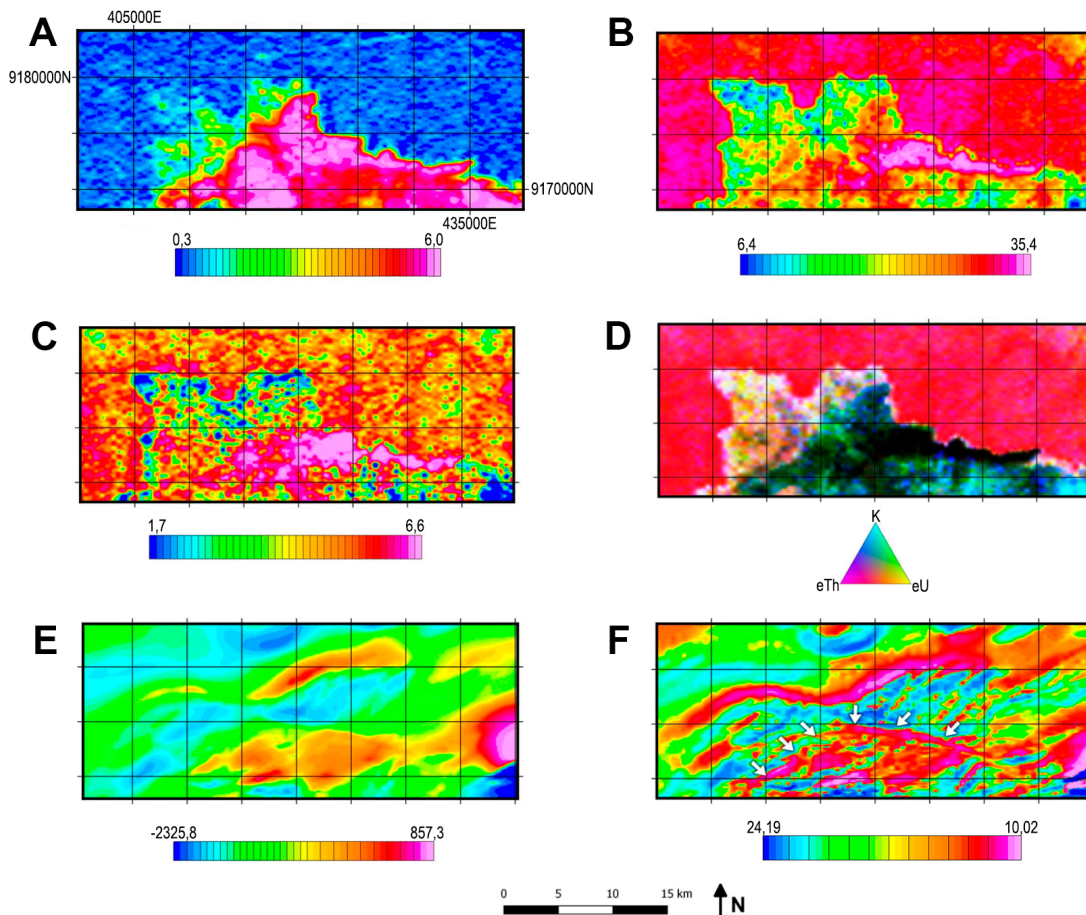 A
405000E
9180000N
9170000N
435000E
0,3
6,0
B
6,4
35,4
C
1,7
6,6
D
K
eTh
eU
E
-2325,8
857,3
F
24,19
10,02
0 5 10 15 km
N